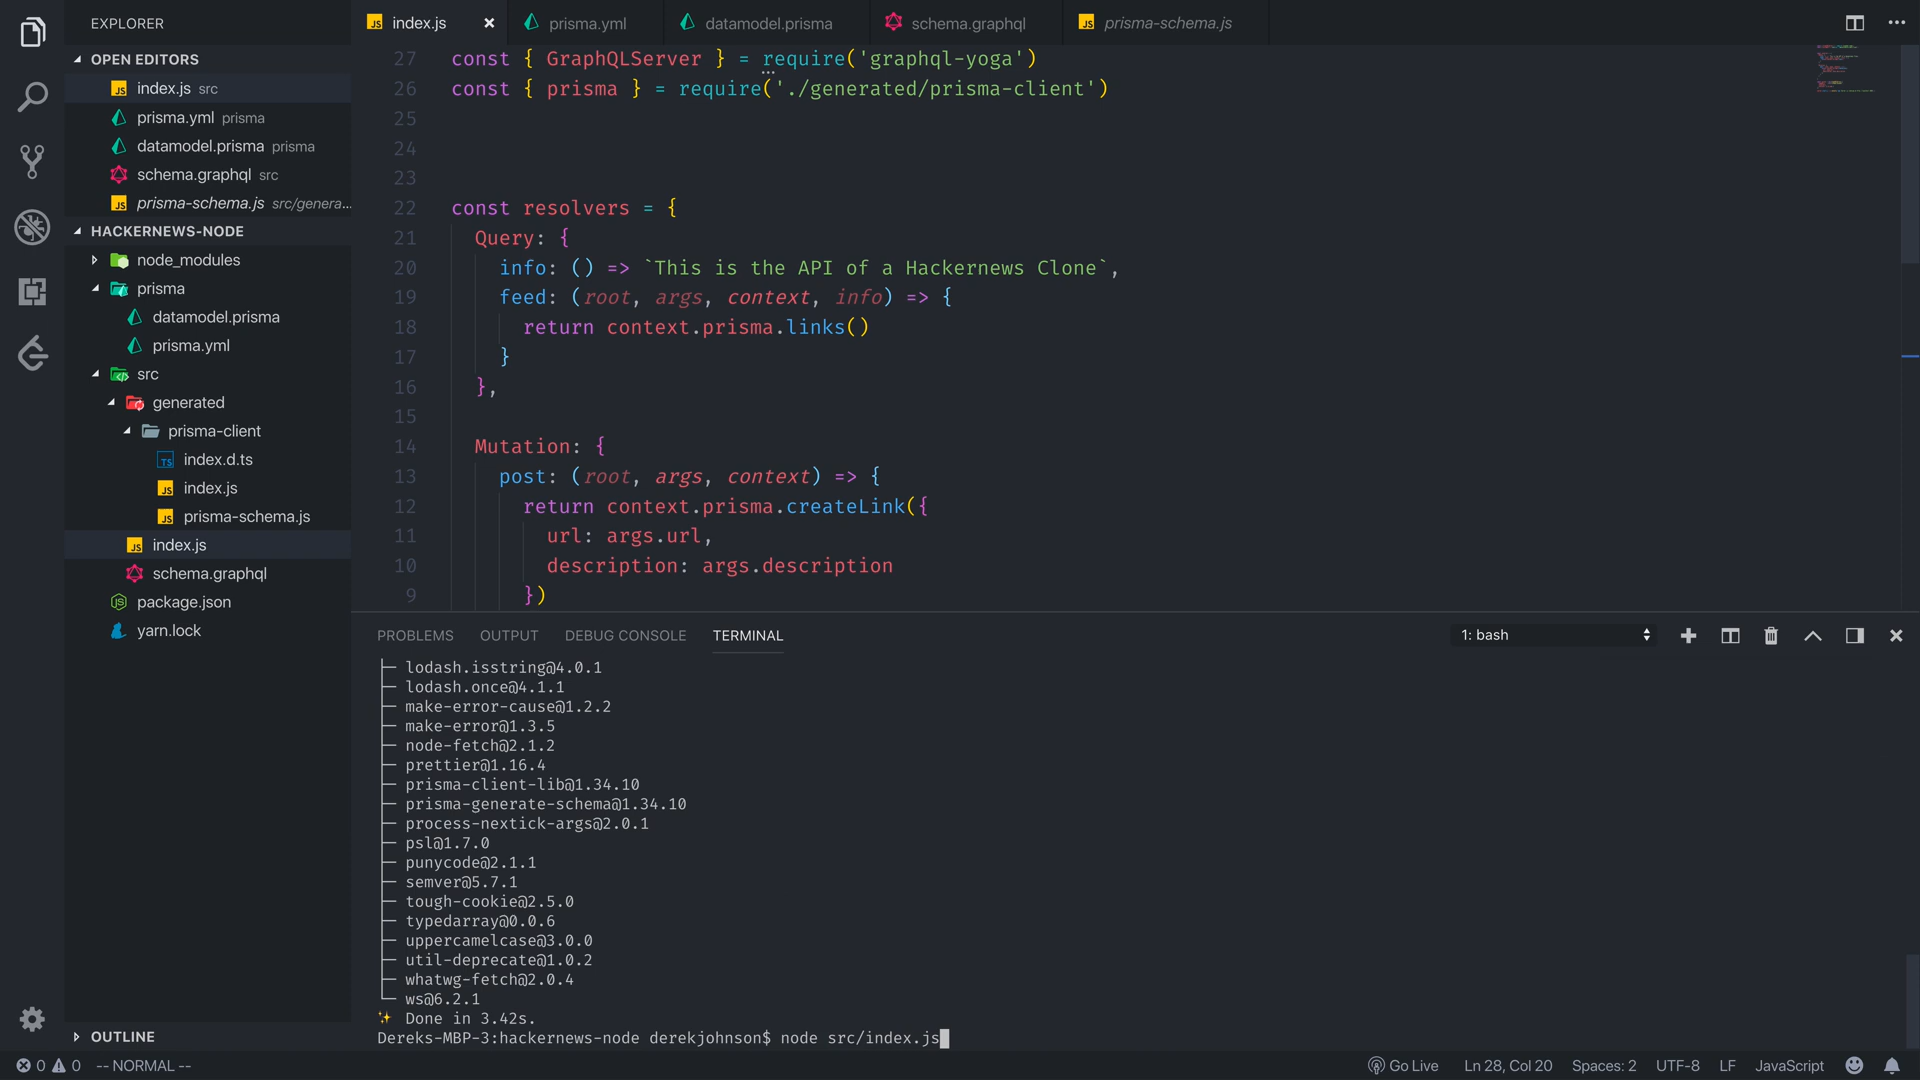 EXPLORER
OPEN EDITORS
index.js src
prisma.yml prisma
datamodel.prisma prisma
schema.graphql src
prisma-schema.js src/genera...
HACKERNEWS-NODE
node_modules
prisma
datamodel.prisma
prisma.yml
src
generated
prisma-client
index.d.ts
index.js
prisma-schema.js
index.js
schema.graphql
package.json
yarn.lock
OUTLINE
index.js prisma.yml datamodel.prisma schema.graphql prisma-schema.js
27 const { GraphQLServer } = require('graphql-yoga')
26 const { prisma } = require('./generated/prisma-client')
25
24
23
22 const resolvers = {
21 Query: {
20 info: () => `This is the API of a Hackernews Clone`,
19 feed: (root, args, context, info) => {
18 return context.prisma.links()
17 }
16 },
15
14 Mutation: {
13 post: (root, args, context) => {
12 return context.prisma.createLink({
11 url: args.url,
10 description: args.description
9 })
PROBLEMS OUTPUT DEBUG CONSOLE TERMINAL 1: bash
├─ lodash.isstring@4.0.1
├─ lodash.once@4.1.1
├─ make-error-cause@1.2.2
├─ make-error@1.3.5
├─ node-fetch@2.1.2
├─ prettier@1.16.4
├─ prisma-client-lib@1.34.10
├─ prisma-generate-schema@1.34.10
├─ process-nextick-args@2.0.1
├─ psl@1.7.0
├─ punycode@2.1.1
├─ semver@5.7.1
├─ tough-cookie@2.5.0
├─ typedarray@0.0.6
├─ uppercamelcase@3.0.0
├─ util-deprecate@1.0.2
├─ whatwg-fetch@2.0.4
└─ ws@6.2.1
✨ Done in 3.42s.
Dereks-MBP-3:hackernews-node derekjohnson$ node src/index.js
0 0 -- NORMAL -- Go Live Ln 28, Col 20 Spaces: 2 UTF-8 LF JavaScript